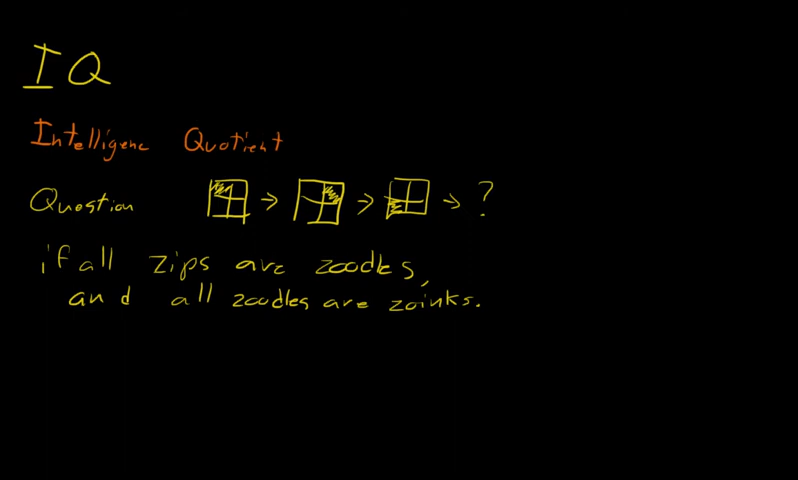 IQ
Intelligenc Quotient
Question → → → ?
if all zips are zoodles,
and all zoodles are zoinks.